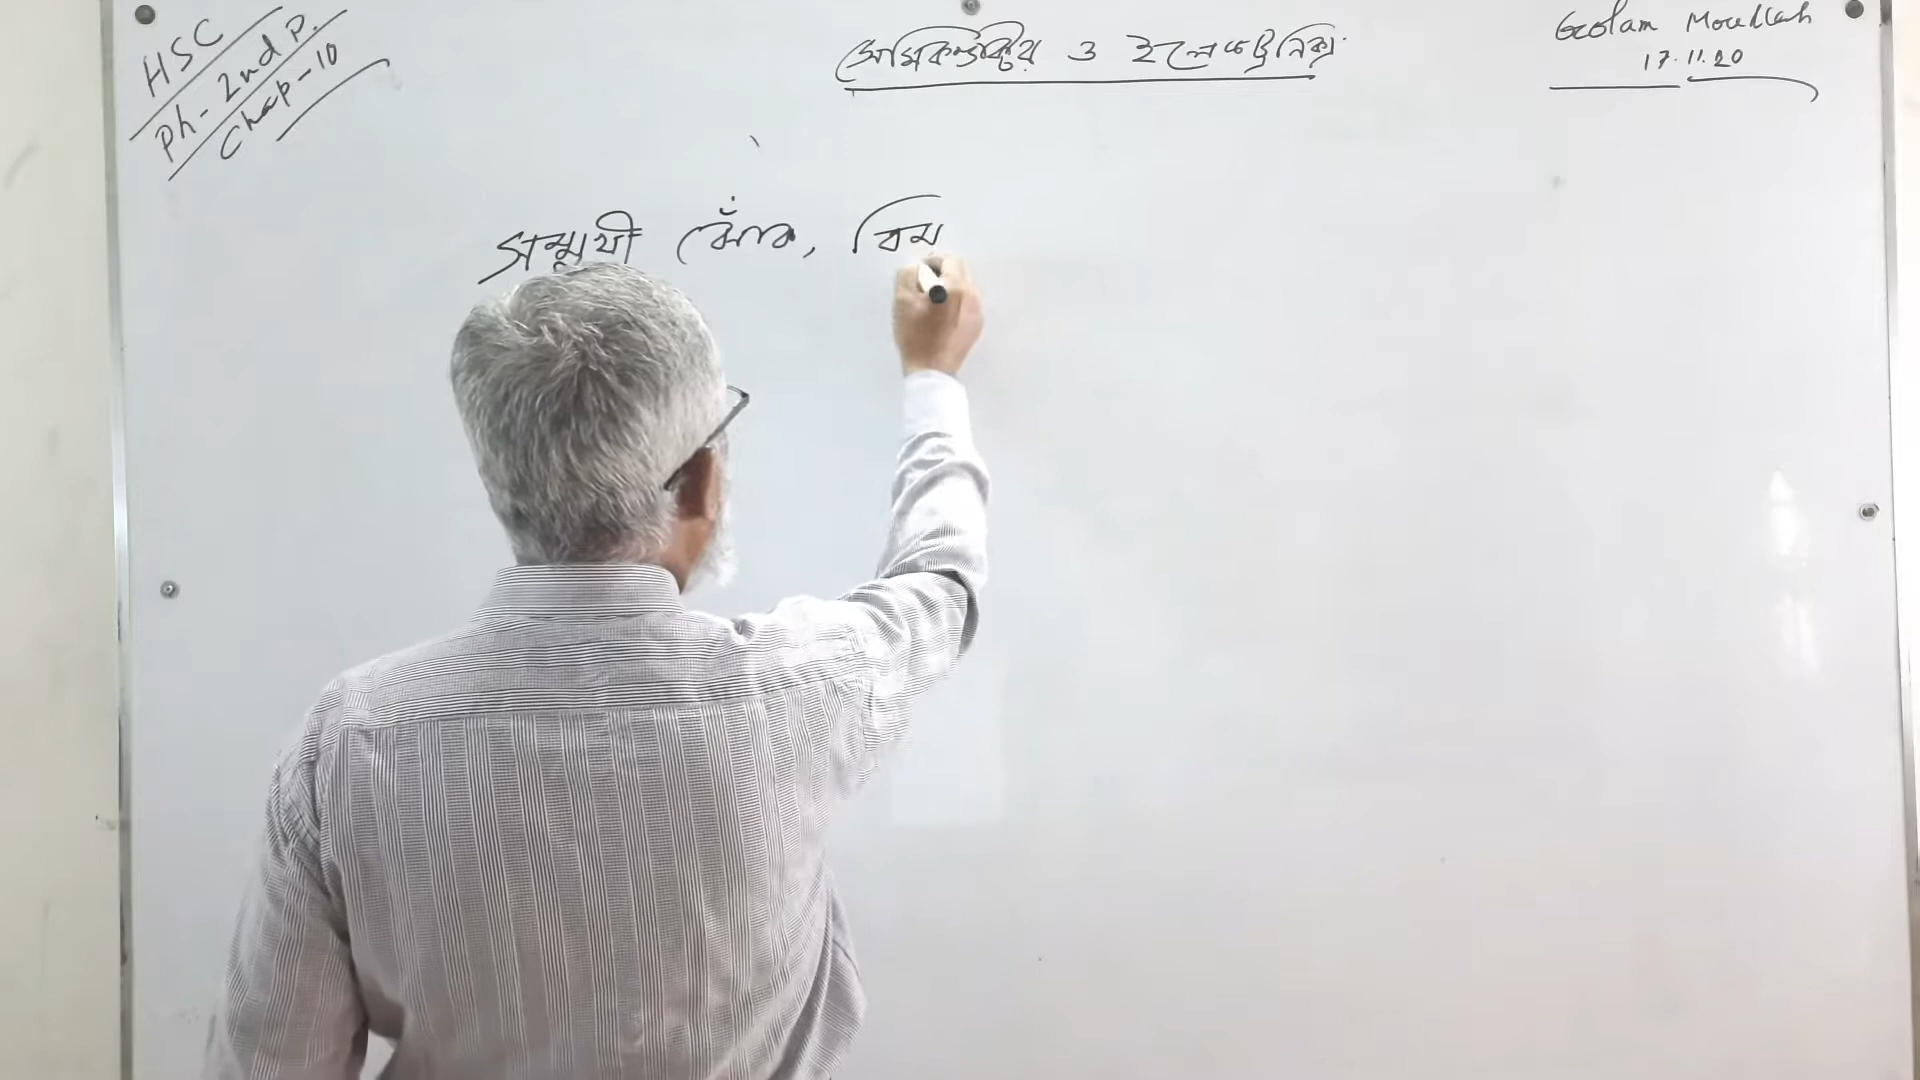 HSC
Ph- 2nd P.
Chap-10
সেমিকন্ডাক্টর ও ইলেকট্রনিক্স
Golam Moullah
17.11.20
সম্মুখী ঝোঁক, বিম